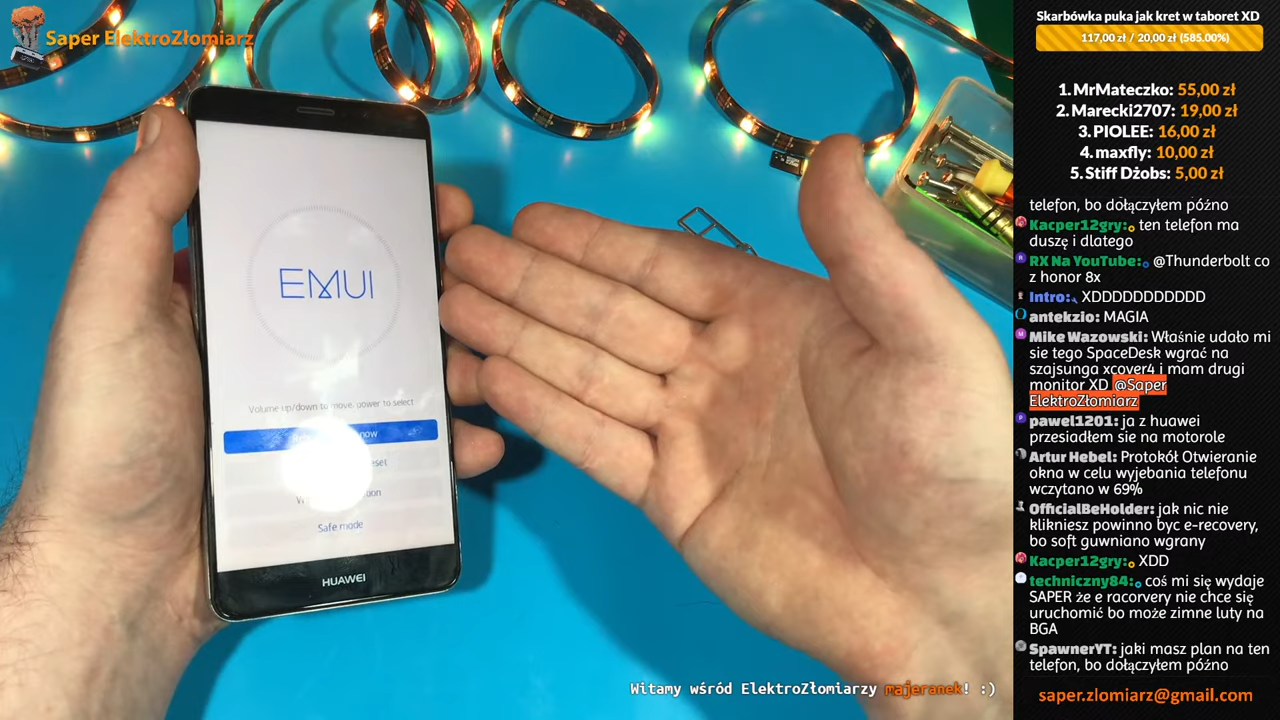 Saper ElektroZłomiarz
EMUI
Volume up/down to move, power to select
now
Safe mode
HUAWEI
Witamy wśród ElektroZłomiarzy majeranek! :)
Skarbówka puka jak kret w taboret XD
117,00 zł / 20,00 zł (585.00%)
1. MrMateczko: 55,00 zł
2. Marecki2707: 19,00 zł
3. PIOLEE: 16,00 zł
4. maxfly: 10,00 zł
5. Stiff Dżobs: 5,00 zł
telefon, bo dołączyłem późno
Kacper12gry: ten telefon ma
duszę i dlatego
RX Na YouTube: @Thunderbolt co
z honor 8x
Intro: XDDDDDDDDDDD
antekzio: MAGIA
Mike Wazowski: Właśnie udało mi
sie tego SpaceDesk wgrać na
szajsunga xcover4 i mam drugi
monitor XD @Saper
ElektroZłomiarz
pawel1201: ja z huawei
przesiadłem sie na motorole
Artur Hebel: Protokół Otwieranie
okna w celu wyjebania telefonu
wczytano w 69%
OfficialBeHolder: jak nic nie
klikniesz powinno byc e-recovery,
bo soft guwniano wgrany
Kacper12gry: XDD
techniczny84: coś mi się wydaje
SAPER że e racorvery nie chce się
uruchomić bo może zimne luty na
BGA
SpawnerYT: jaki masz plan na ten
telefon, bo dołączyłem późno
saper.zlomiarz@gmail.com